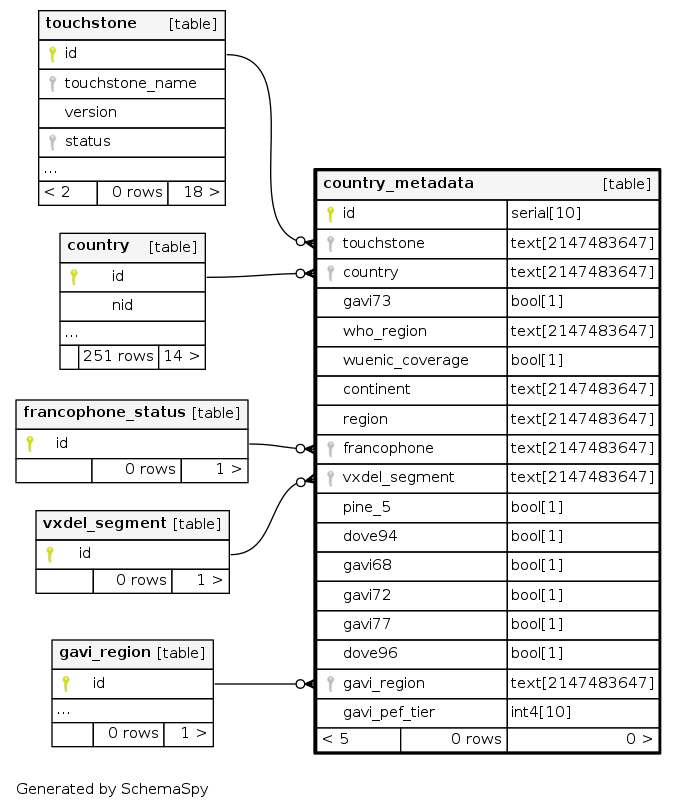 touchstone [table]
id
touchstone_name
version
status
...
< 2 0 rows 18 >
country [table]
id
nid
...
251 rows 14 >
francophone_status [table]
id
0 rows 1 >
vxdel_segment [table]
id
0 rows 1 >
gavi_region [table]
id
...
0 rows 1 >
country_metadata [table]
id serial[10]
touchstone text[2147483647]
country text[2147483647]
gavi73 bool[1]
who_region text[2147483647]
wuenic_coverage bool[1]
continent text[2147483647]
region text[2147483647]
francophone text[2147483647]
vxdel_segment text[2147483647]
pine_5 bool[1]
dove94 bool[1]
gavi68 bool[1]
gavi72 bool[1]
gavi77 bool[1]
dove96 bool[1]
gavi_region text[2147483647]
gavi_pef_tier int4[10]
< 5 0 rows 0 >
Generated by SchemaSpy